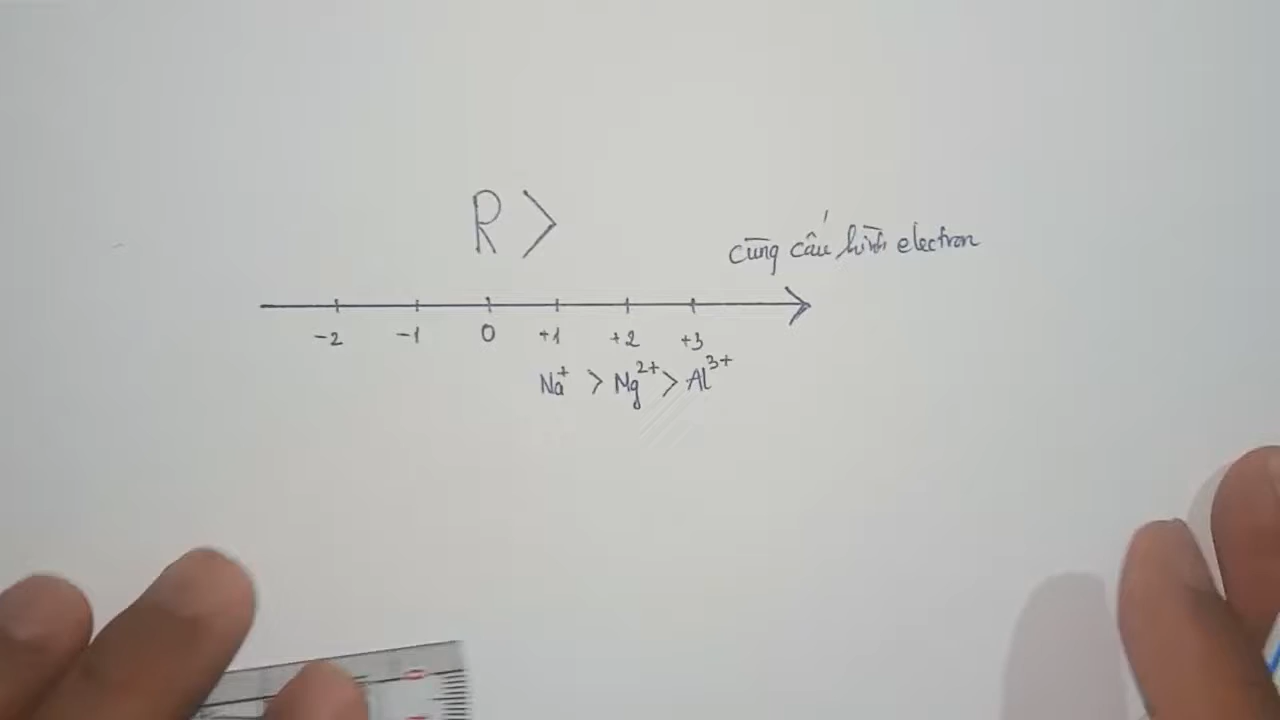 R >
cùng cấu hình electron
-2 -1 0 +1 +2 +3
Na⁺ > Mg²⁺ > Al³⁺